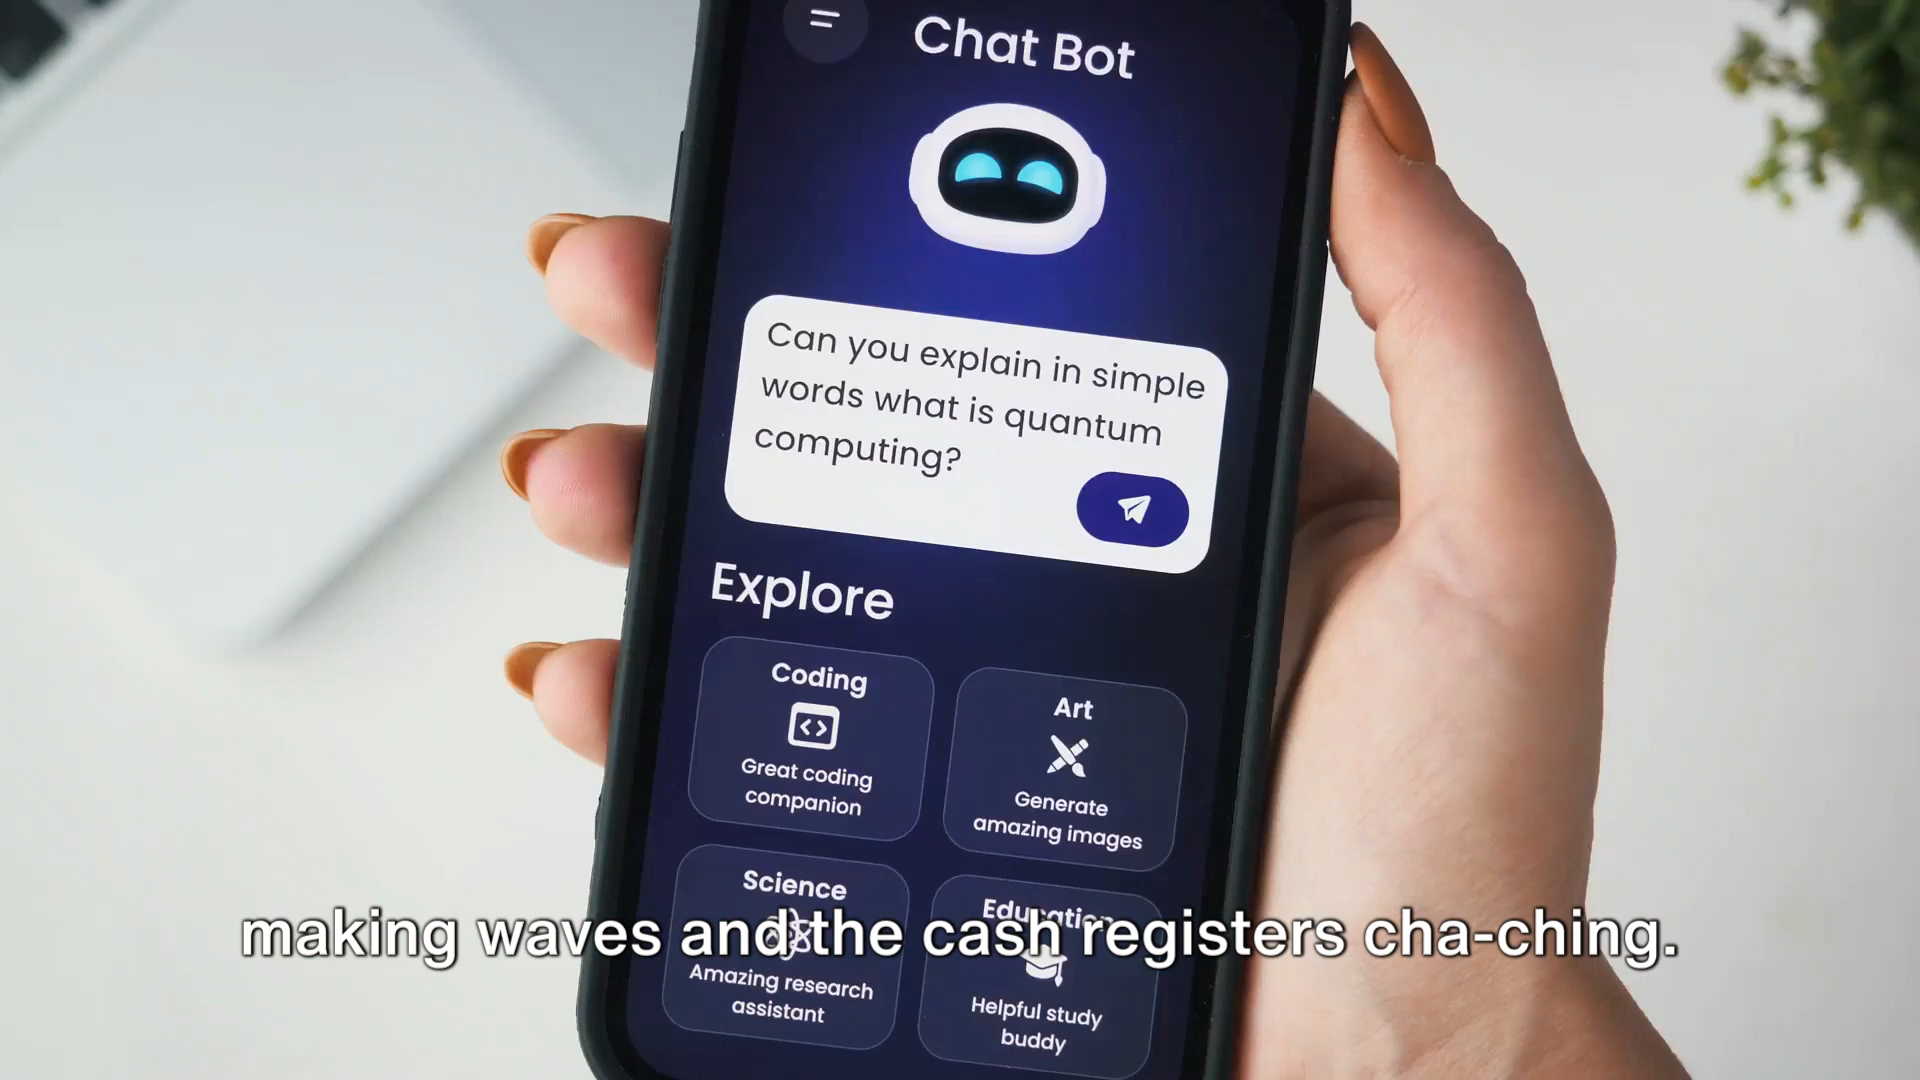 Chat Bot
Can you explain in simple
words what is quantum
computing?
Explore
Coding
Great coding
companion
Art
Generate
amazing images
Science
Amazing research
assistant
Education
Helpful study
buddy
making waves and the cash registers cha-ching.